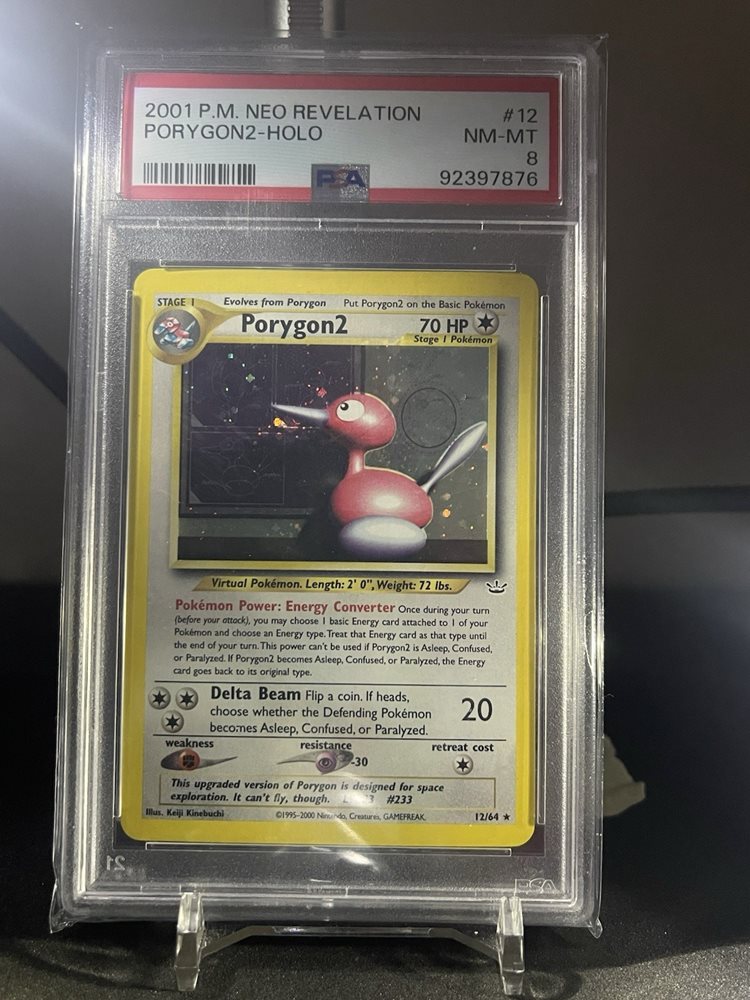 2001 P.M. NEO REVELATION #12
PORYGON2-HOLO NM-MT
8
PSA 92397876
STAGE 1 Evolves from Porygon Put Porygon2 on the Basic Pokémon
Porygon2 70 HP
Stage 1 Pokémon
Virtual Pokémon. Length: 2' 0", Weight: 72 lbs.
Pokémon Power: Energy Converter Once during your turn
(before your attack), you may choose 1 basic Energy card attached to 1 of your
Pokémon and choose an Energy type. Treat that Energy card as that type until
the end of your turn. This power can't be used if Porygon2 is Asleep, Confused,
or Paralyzed. If Porygon2 becomes Asleep, Confused, or Paralyzed, the Energy
card goes back to its original type.
Delta Beam Flip a coin. If heads,
choose whether the Defending Pokémon 20
becomes Asleep, Confused, or Paralyzed.
weakness resistance retreat cost
-30
This upgraded version of Porygon is designed for space
exploration. It can't fly, though. #233
Illus. Keiji Kinebuchi ©1995-2000 Nintendo, Creatures, GAMEFREAK. 12/64 ★
21 PSA